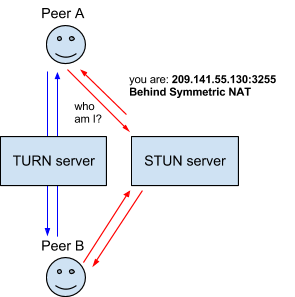 Peer A
you are: 209.141.55.130:3255
Behind Symmetric NAT
who
am I?
TURN server
STUN server
Peer B